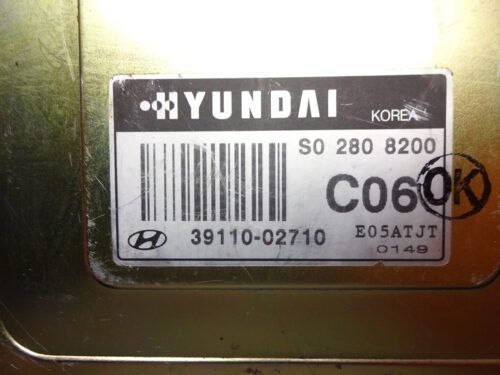 HYUNDAI
KOREA
S0 280 8200
C06
OK
39110-02710
E05ATJT
0149